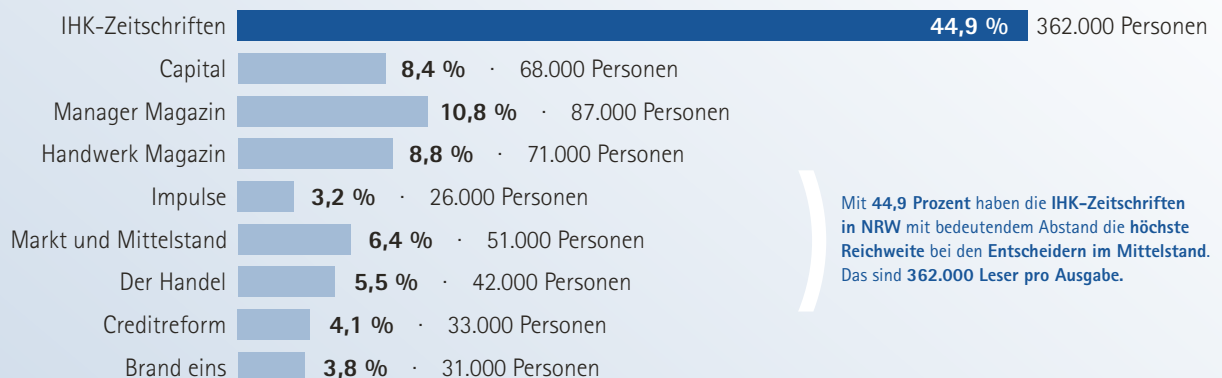 IHK-Zeitschriften 44,9 % 362.000 Personen
Capital 8,4 % · 68.000 Personen
Manager Magazin 10,8 % · 87.000 Personen
Handwerk Magazin 8,8 % · 71.000 Personen
Impulse 3,2 % · 26.000 Personen
Markt und Mittelstand 6,4 % · 51.000 Personen
Der Handel 5,5 % · 42.000 Personen
Creditreform 4,1 % · 33.000 Personen
Brand eins 3,8 % · 31.000 Personen
Mit 44,9 Prozent haben die IHK-Zeitschriften
in NRW mit bedeutendem Abstand die höchste
Reichweite bei den Entscheidern im Mittelstand.
Das sind 362.000 Leser pro Ausgabe.